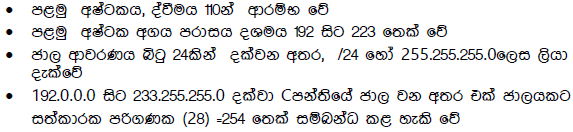 • පළමු අෂ්ටකය, ද්වීමය 110න් ආරම්භ වේ
• පළමු අෂ්ටක අගය පරාසය දශමය 192 සිට 223 තෙක් වේ
• ජාල ආවරණය බිටු 24කින් දක්වන අතර, /24 හෝ 255.255.255.0ලෙස ලියා
දැක්වේ
• 192.0.0.0 සිට 233.255.255.0 දක්වා Cපන්තියේ ජාල වන අතර එක් ජාලයකට
සත්කාරක පරිගණක (28) =254 තෙක් සම්බන්ධ කළ හැකි වේ